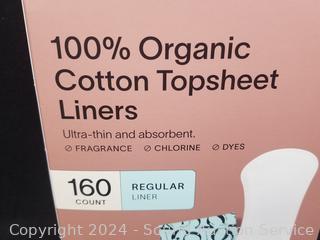 100% Organic
Cotton Topsheet
Liners
Ultra-thin and absorbent.
⊘ FRAGRANCE ⊘ CHLORINE ⊘ DYES
160
COUNT
REGULAR
LINER
Copyright 2024 - Sc
Service